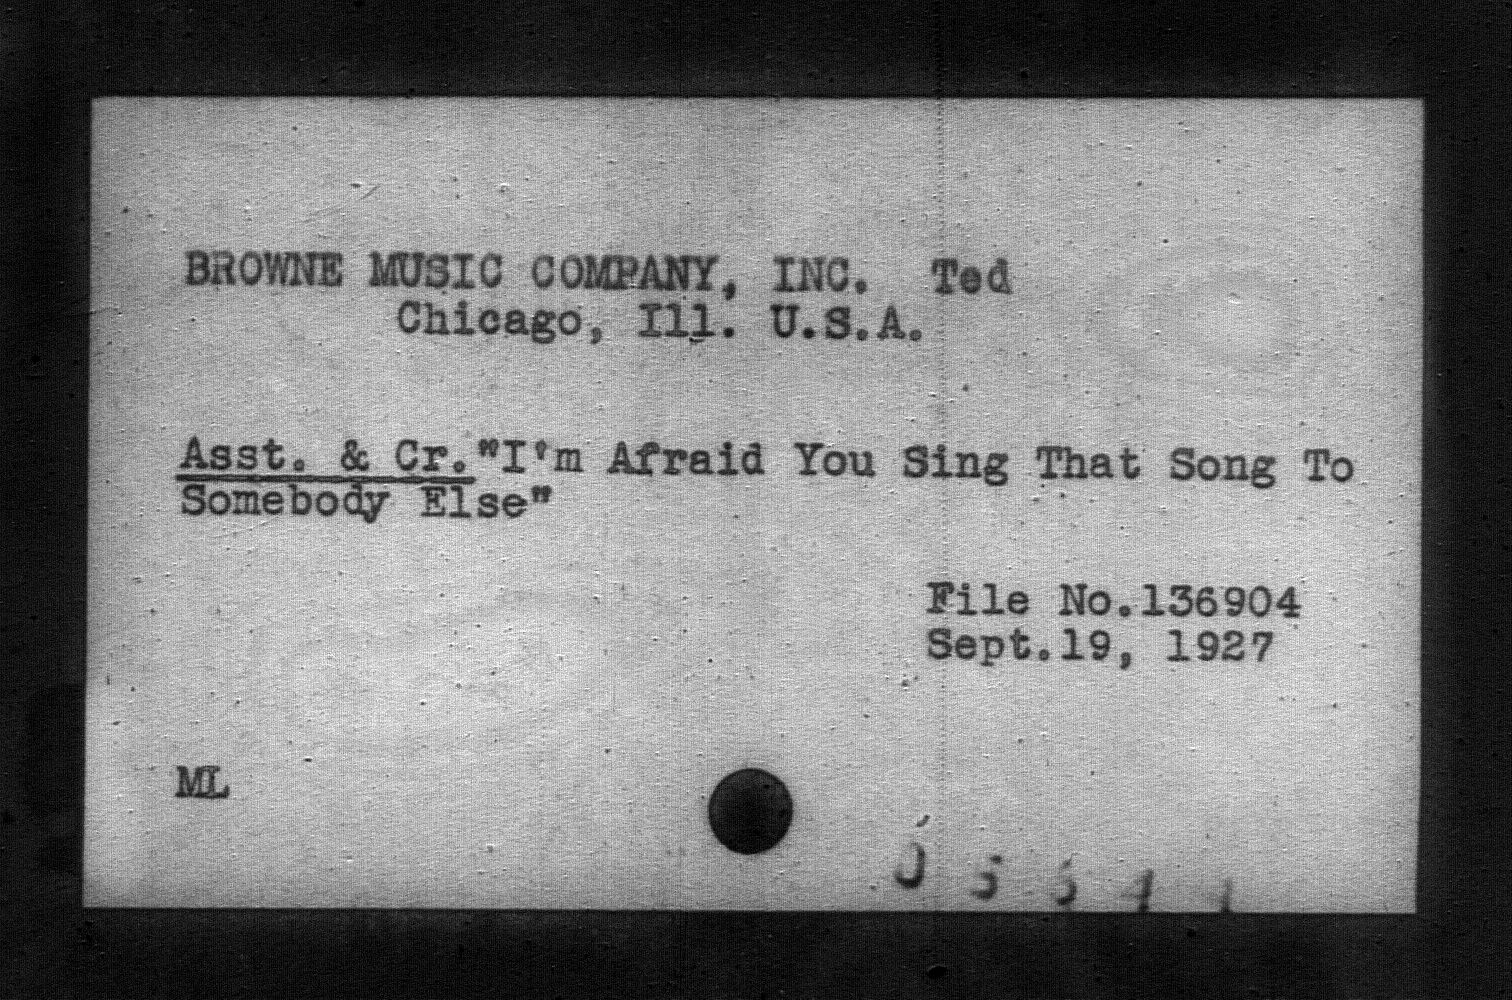 BROWNE MUSIC COMPANY, INC. Ted
Chicago, Ill. U.S.A.
Asst. & Cr."I'm Afraid You Sing That Song To
Somebody Else"
File No.136904
Sept.19, 1927
ML